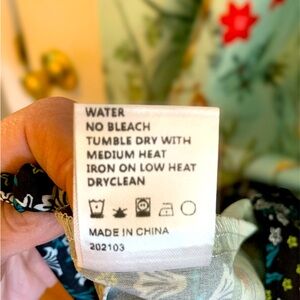 WATER
NO BLEACH
TUMBLE DRY WITH
MEDIUM HEAT
IRON ON LOW HEAT
DRYCLEAN
MADE IN CHINA
202103